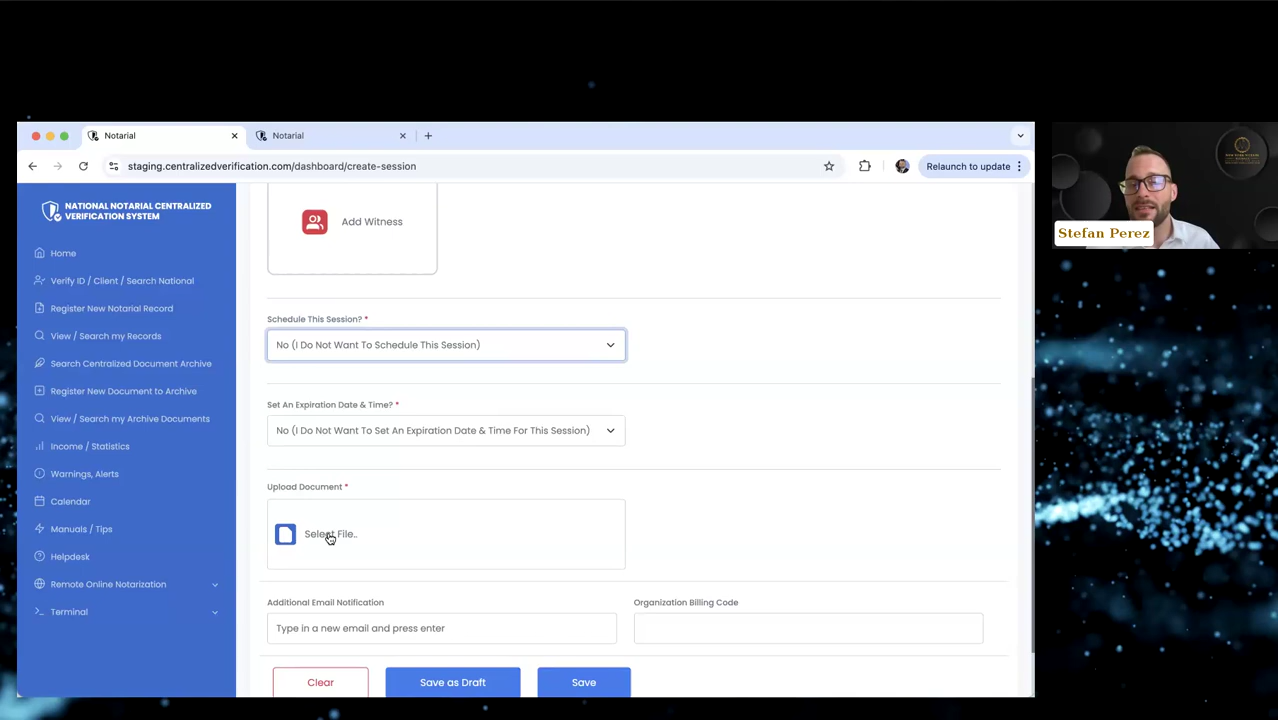 Notarial
Notarial
staging.centralizedverification.com/dashboard/create-session
Relaunch to update
NATIONAL NOTARIAL CENTRALIZED
VERIFICATION SYSTEM
Home
Verify ID / Client / Search National
Register New Notarial Record
View / Search my Records
Search Centralized Document Archive
Register New Document to Archive
View / Search my Archive Documents
Income / Statistics
Warnings, Alerts
Calendar
Manuals / Tips
Helpdesk
Remote Online Notarization
Terminal
Add Witness
Schedule This Session? *
No (I Do Not Want To Schedule This Session)
Set An Expiration Date & Time? *
No (I Do Not Want To Set An Expiration Date & Time For This Session)
Upload Document *
Select File..
Additional Email Notification
Organization Billing Code
Type in a new email and press enter
Clear
Save as Draft
Save
Stefan Perez